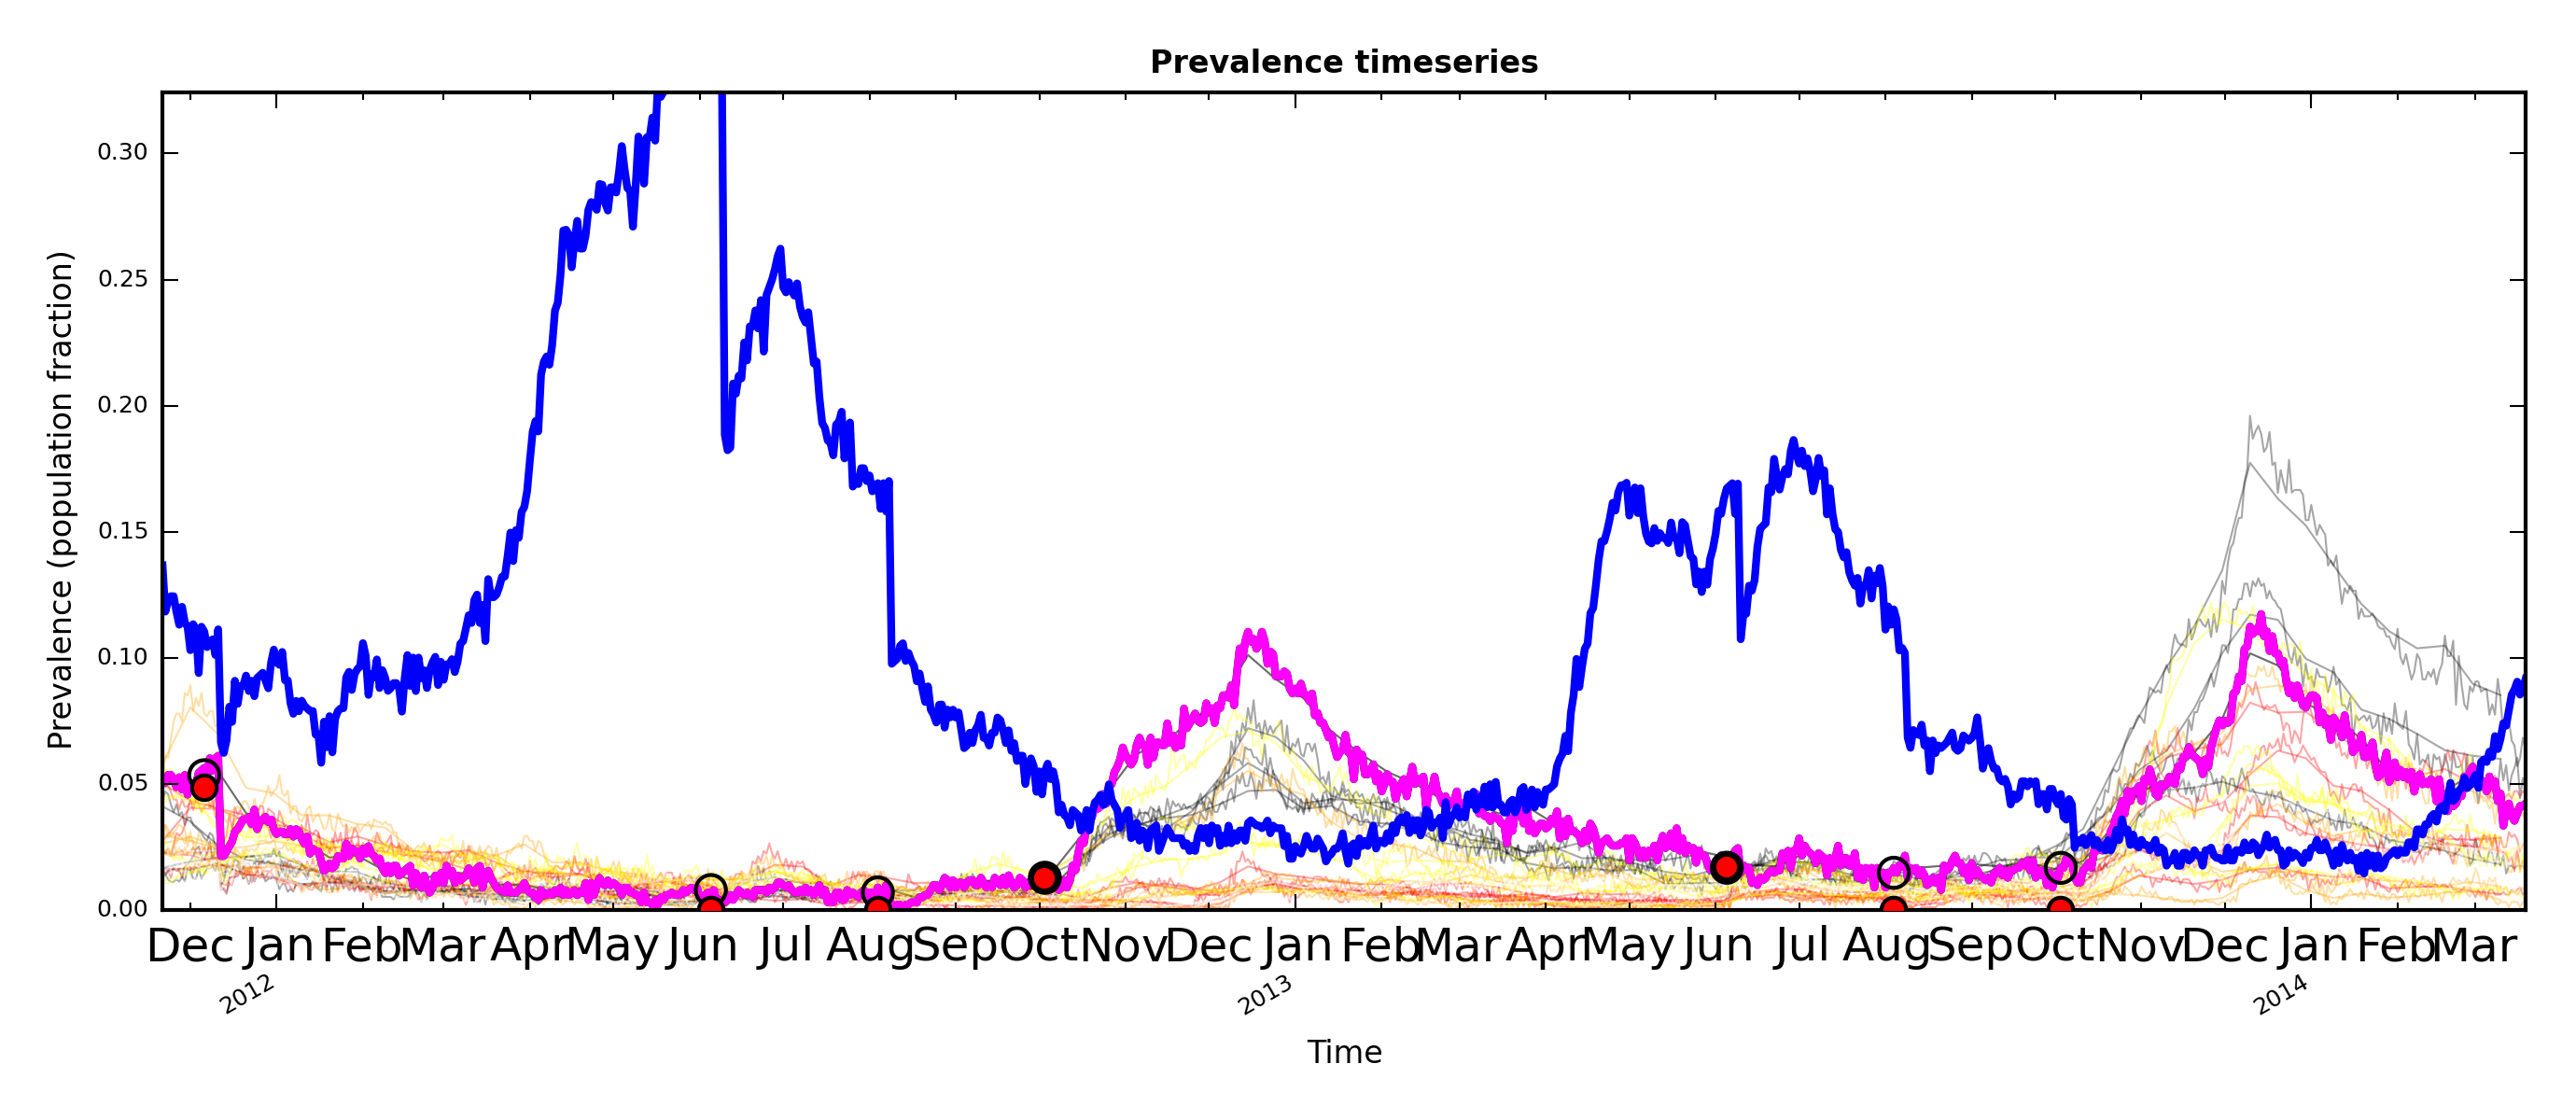 Prevalence timeseries
Prevalence (population fraction)
0.30
0.25
0.20
0.15
0.10
0.05
0.00
Dec Jan Feb Mar Apr May Jun Jul Aug Sep Oct Nov Dec Jan Feb Mar Apr May Jun Jul Aug Sep Oct Nov Dec Jan Feb Mar
2012 2013 2014
Time